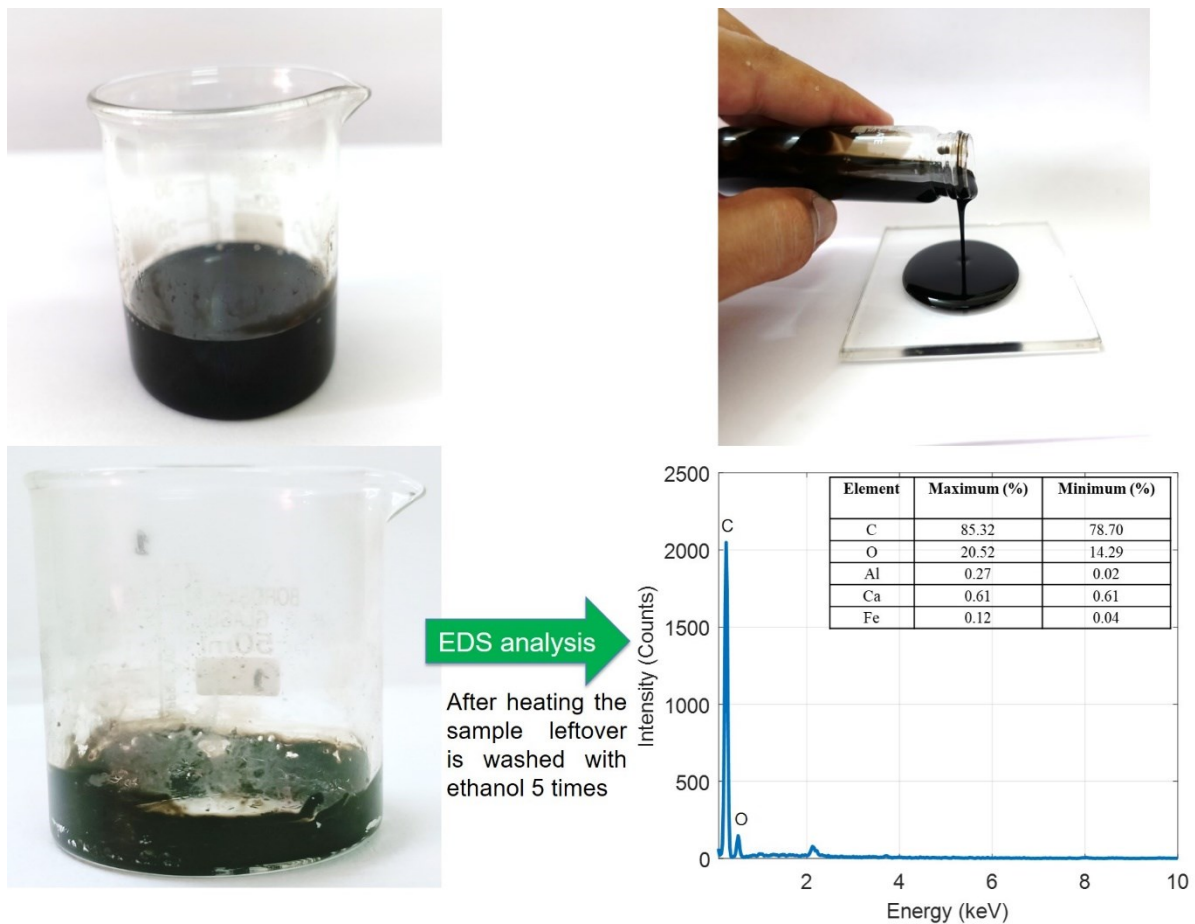 EDS analysis
After heating the
sample leftover
is washed with
ethanol 5 times
2500
2000
1500
1000
500
0
Intensity (Counts)
C
O
Element Maximum (%) Minimum (%)
C 85.32 78.70
O 20.52 14.29
Al 0.27 0.02
Ca 0.61 0.61
Fe 0.12 0.04
2 4 6 8 10
Energy (keV)